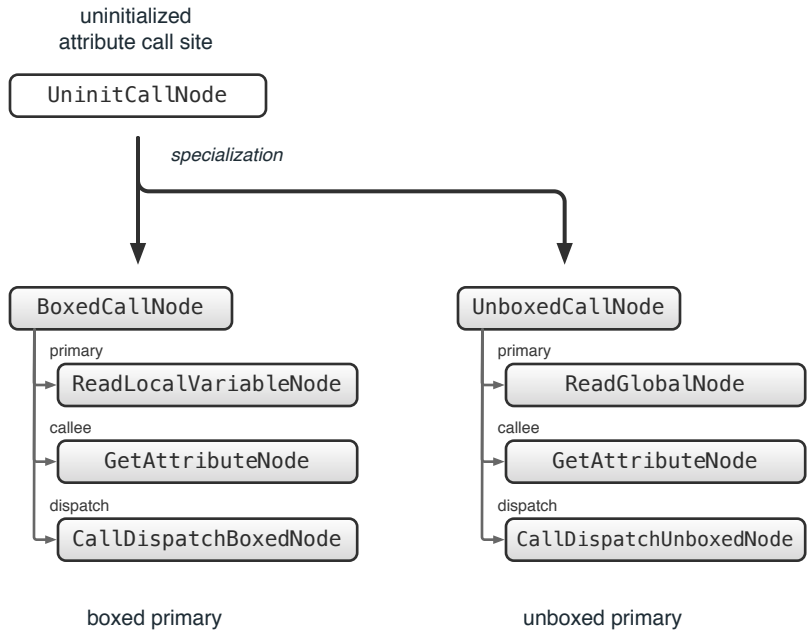 uninitialized
attribute call site
UninitCallNode
specialization
BoxedCallNode
primary
ReadLocalVariableNode
callee
GetAttributeNode
dispatch
CallDispatchBoxedNode
boxed primary
UnboxedCallNode
primary
ReadGlobalNode
callee
GetAttributeNode
dispatch
CallDispatchUnboxedNode
unboxed primary